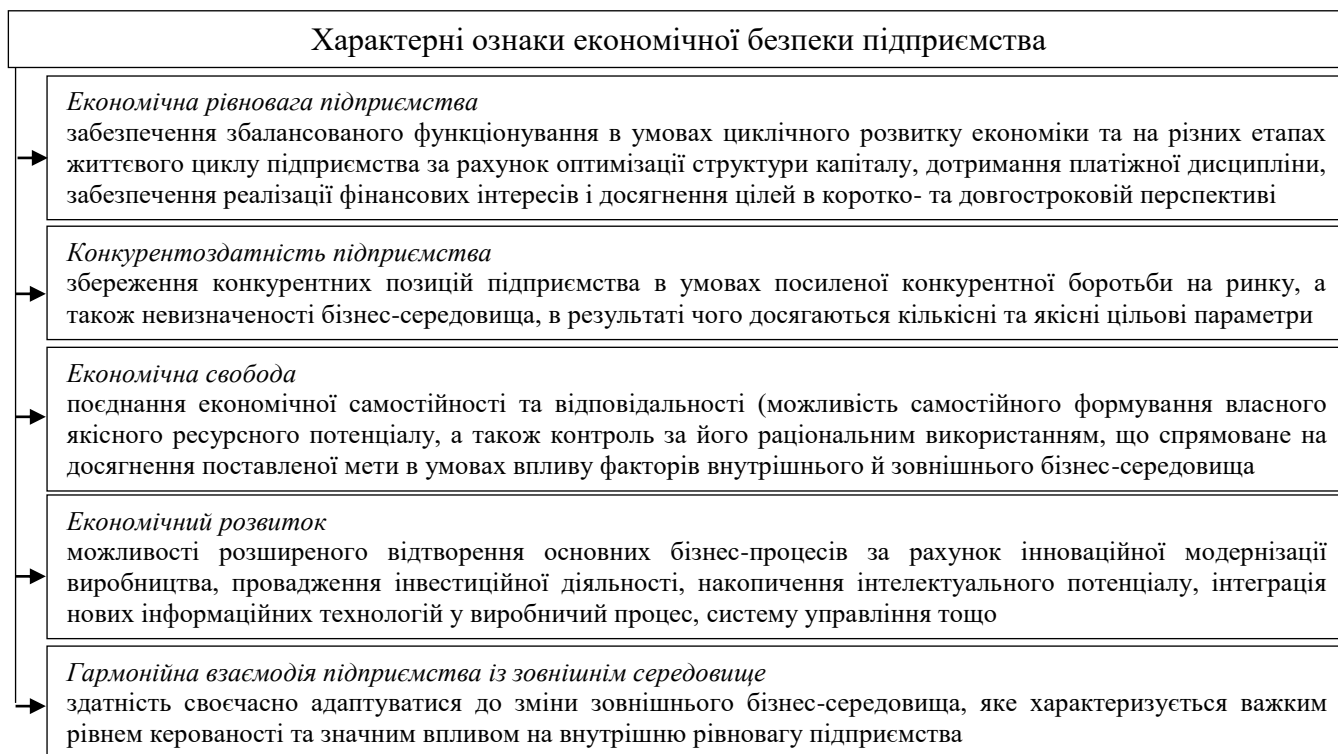 Характерні ознаки економічної безпеки підприємства
Економічна рівновага підприємства
забезпечення збалансованого функціонування в умовах циклічного розвитку економіки та на різних етапах
життєвого циклу підприємства за рахунок оптимізації структури капіталу, дотримання платіжної дисципліни,
забезпечення реалізації фінансових інтересів і досягнення цілей в коротко- та довгостроковій перспективі
Конкурентоздатність підприємства
збереження конкурентних позицій підприємства в умовах посиленої конкурентної боротьби на ринку, а
також невизначеності бізнес-середовища, в результаті чого досягаються кількісні та якісні цільові параметри
Економічна свобода
поєднання економічної самостійності та відповідальності (можливість самостійного формування власного
якісного ресурсного потенціалу, а також контроль за його раціональним використанням, що спрямоване на
досягнення поставленої мети в умовах впливу факторів внутрішнього й зовнішнього бізнес-середовища
Економічний розвиток
можливості розширеного відтворення основних бізнес-процесів за рахунок інноваційної модернізації
виробництва, провадження інвестиційної діяльності, накопичення інтелектуального потенціалу, інтеграція
нових інформаційних технологій у виробничий процес, систему управління тощо
Гармонійна взаємодія підприємства із зовнішнім середовище
здатність своєчасно адаптуватися до зміни зовнішнього бізнес-середовища, яке характеризується важким
рівнем керованості та значним впливом на внутрішню рівновагу підприємства